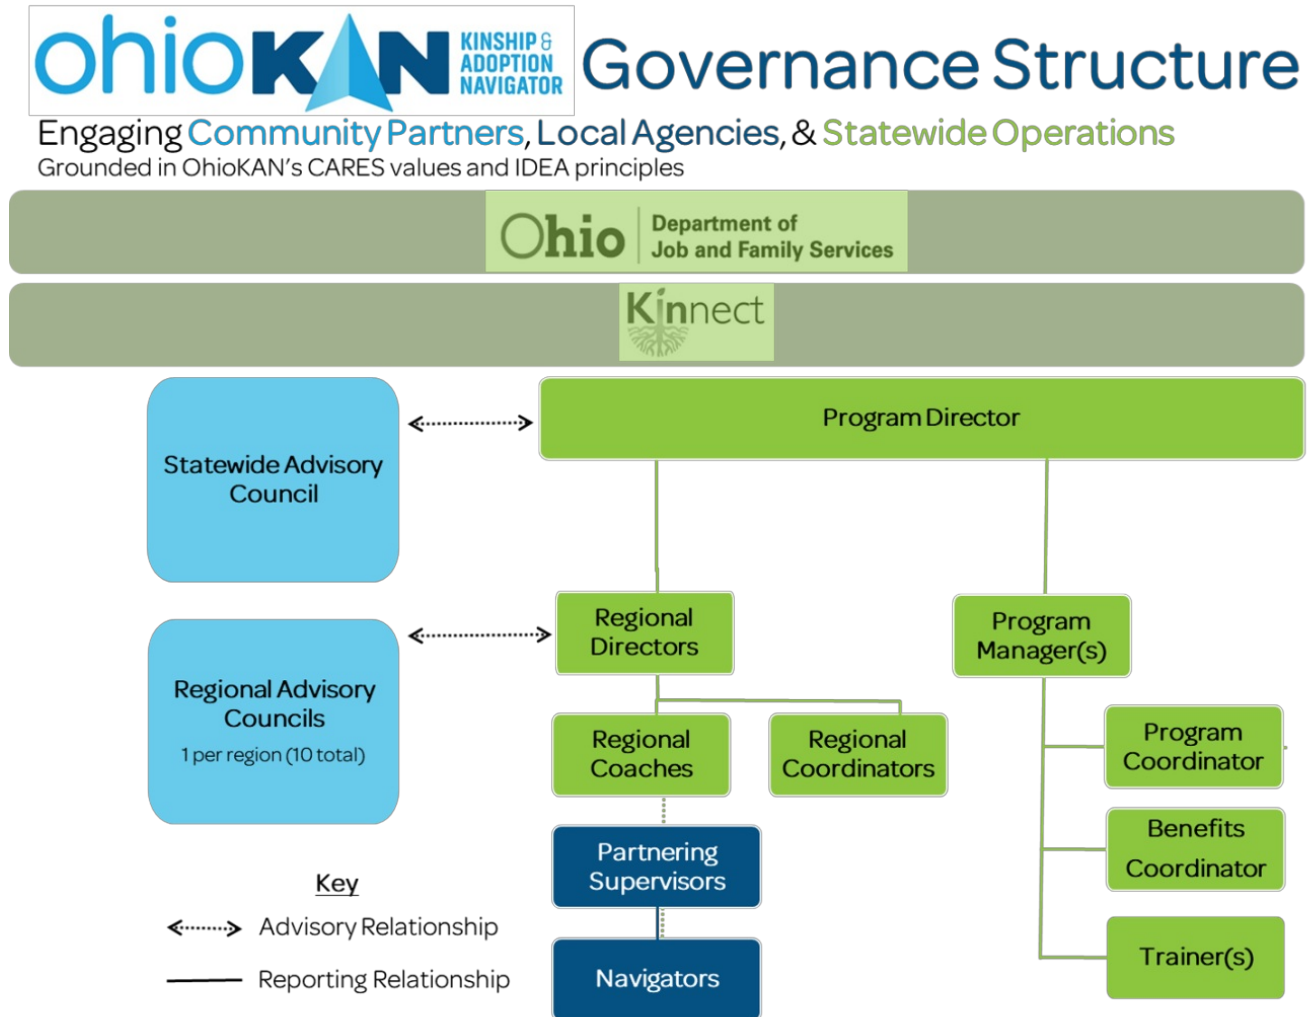 ohioKAN KINSHIP &
ADOPTION
NAVIGATOR
Governance Structure
Engaging Community Partners, Local Agencies, & Statewide Operations
Grounded in OhioKAN's CARES values and IDEA principles
Ohio
Department of
Job and Family Services
Kinnect
Program Director
Statewide Advisory
Council
Regional
Directors
Program
Manager(s)
Regional Advisory
Councils
1 per region (10 total)
Regional
Coaches
Regional
Coordinators
Program
Coordinator
Benefits
Coordinator
Partnering
Supervisors
Trainer(s)
Navigators
Key
Advisory Relationship
Reporting Relationship